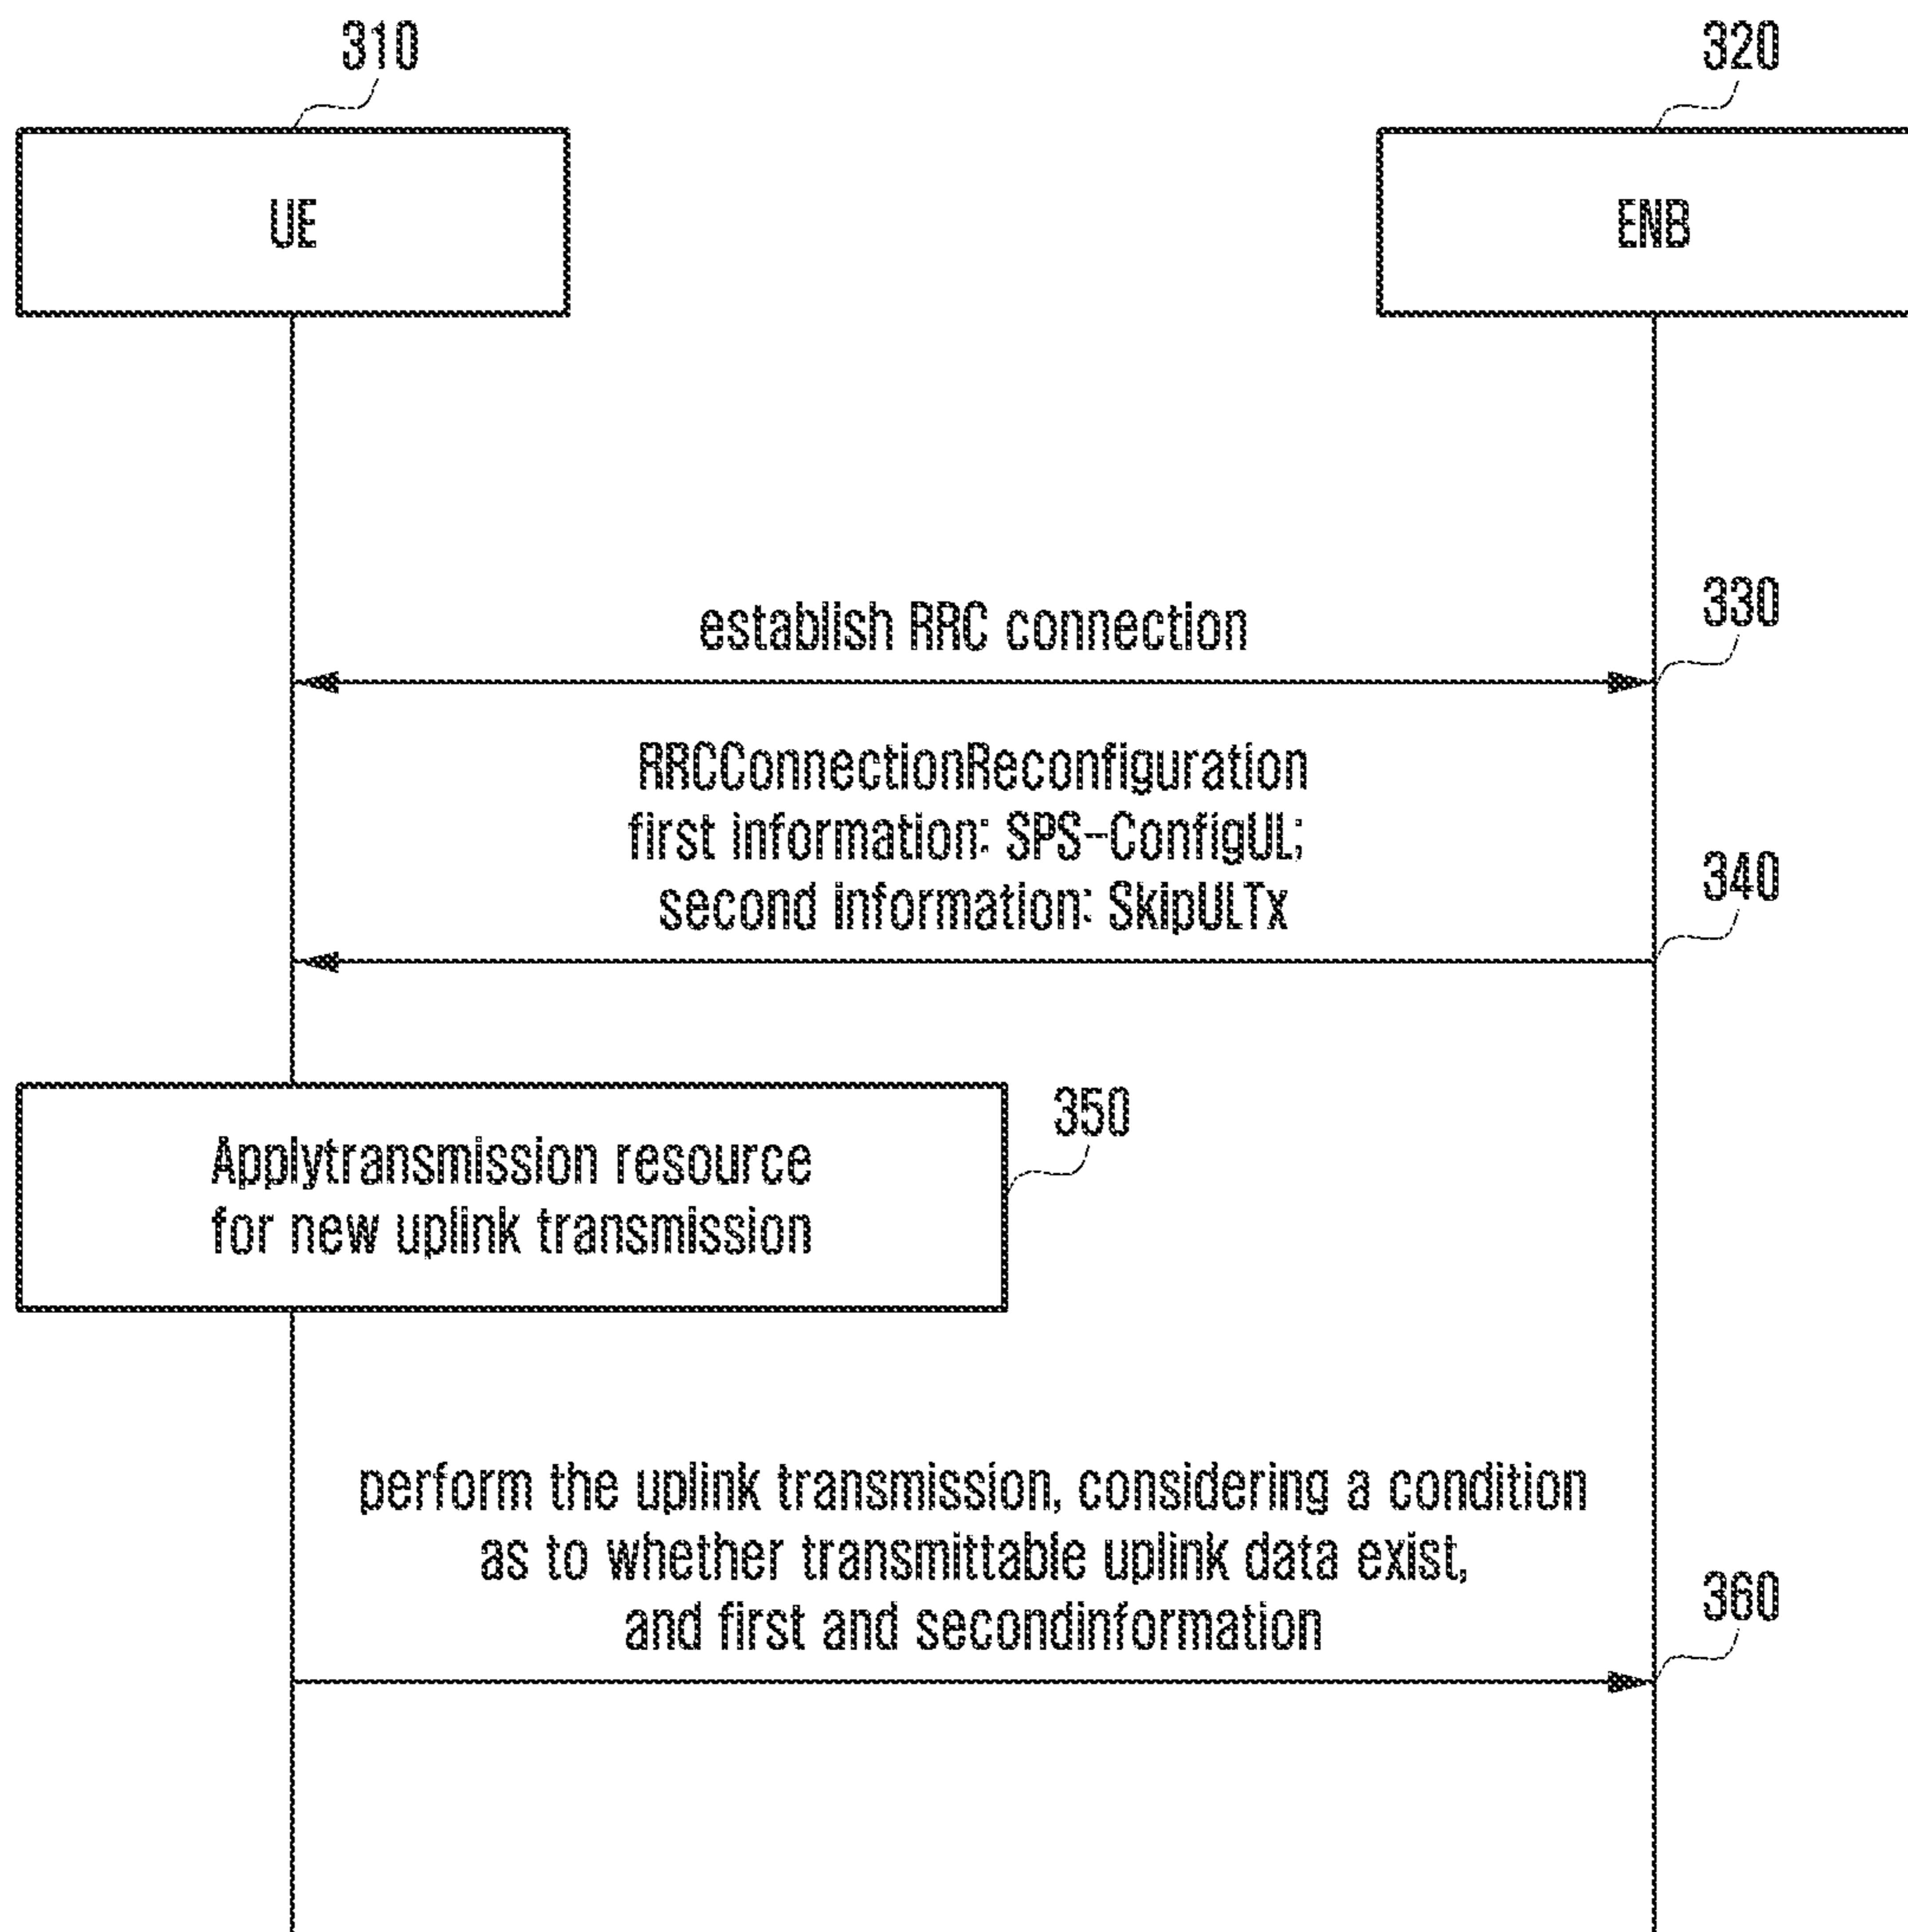 310
320
UE
ENB
establish RRC connection
330
RRCConnectionReconfiguration
first information: SPS-ConfigUL;
second information: SkipULTx
340
Applytransmission resource
for new uplink transmission
350
perform the uplink transmission, considering a condition
as to whether transmittable uplink data exist,
and first and secondinformation
360